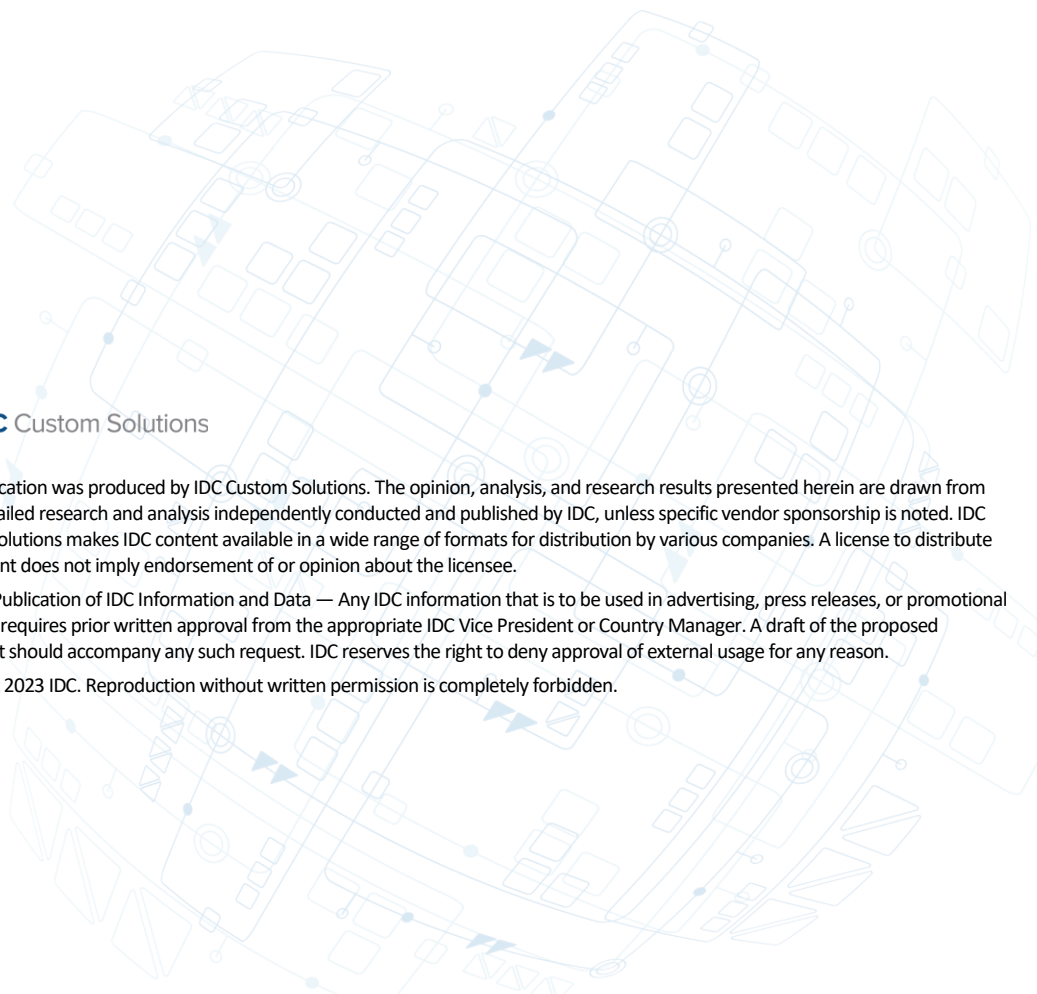 C Custom Solutions
cation was produced by IDC Custom Solutions. The opinion, analysis, and research results presented herein are drawn from
ailed research and analysis independently conducted and published by IDC, unless specific vendor sponsorship is noted. IDC
olutions makes IDC content available in a wide range of formats for distribution by various companies. A license to distribute
nt does not imply endorsement of or opinion about the licensee.
Publication of IDC Information and Data — Any IDC information that is to be used in advertising, press releases, or promotional
requires prior written approval from the appropriate IDC Vice President or Country Manager. A draft of the proposed
t should accompany any such request. IDC reserves the right to deny approval of external usage for any reason.
2023 IDC. Reproduction without written permission is completely forbidden.